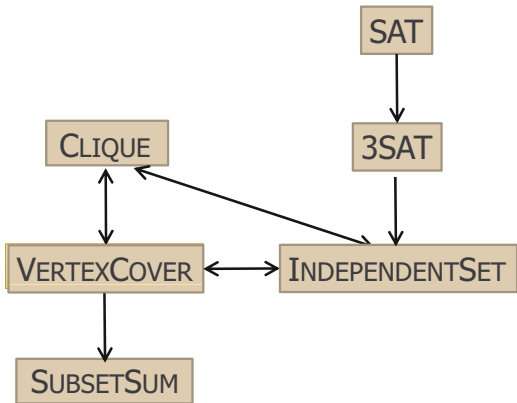 SAT
CLIQUE
3SAT
VERTEXCOVER
INDEPENDENTSET
SUBSETSUM